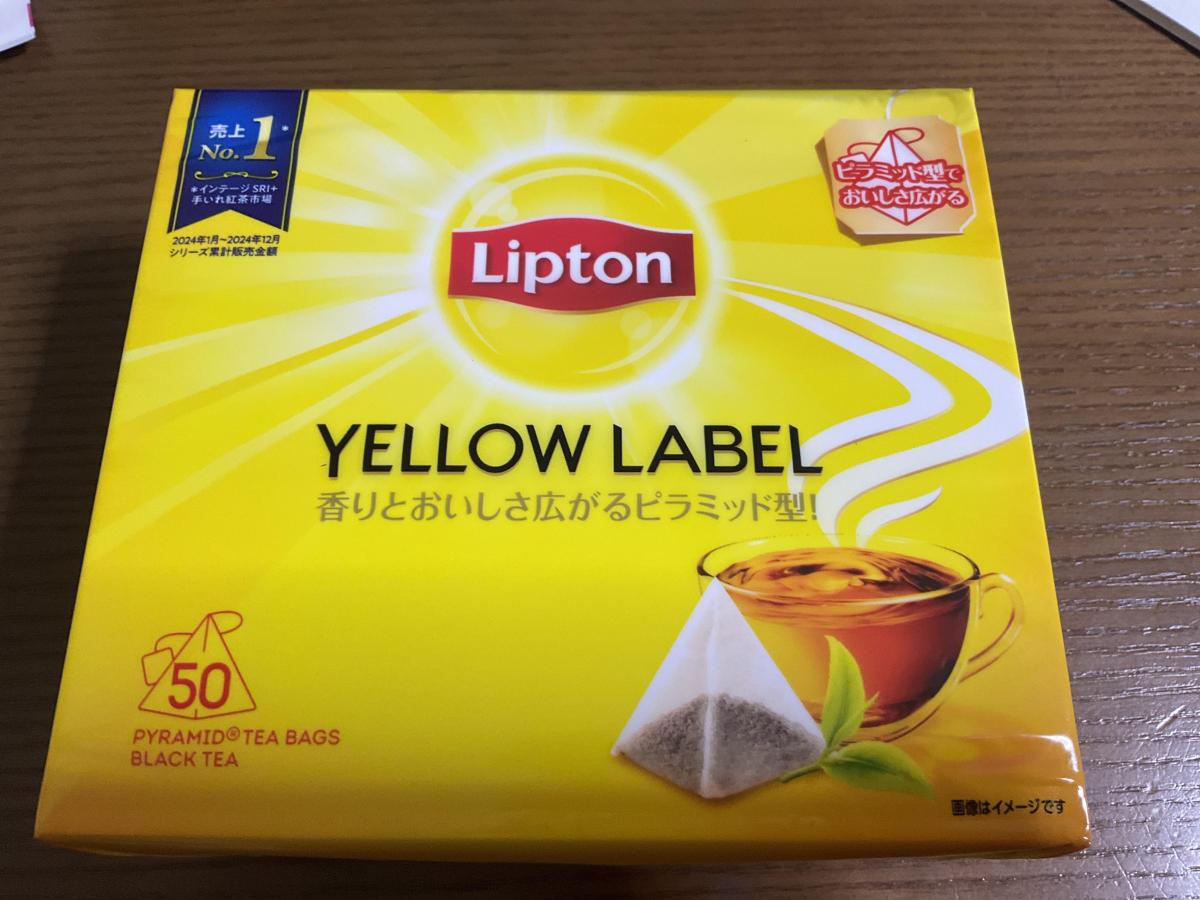 売上
No.1*
*インテージ SRI+
手いれ紅茶市場
2024年1月~2024年12月
シリーズ累計販売金額
ピラミッド型で
おいしさ広がる
Lipton
YELLOW LABEL
香りとおいしさ広がるピラミッド型!
50
PYRAMID® TEA BAGS
BLACK TEA
画像はイメージです